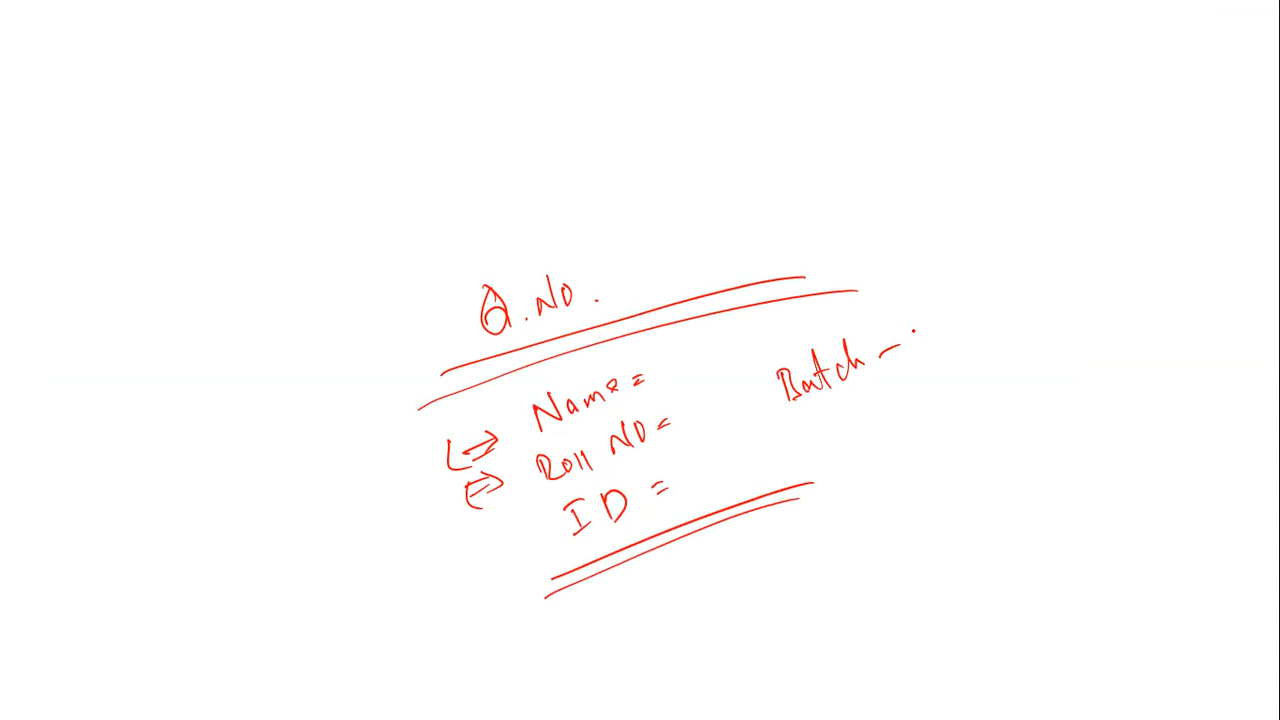 Q. No.
Name =
Batch -
Roll No =
ID =